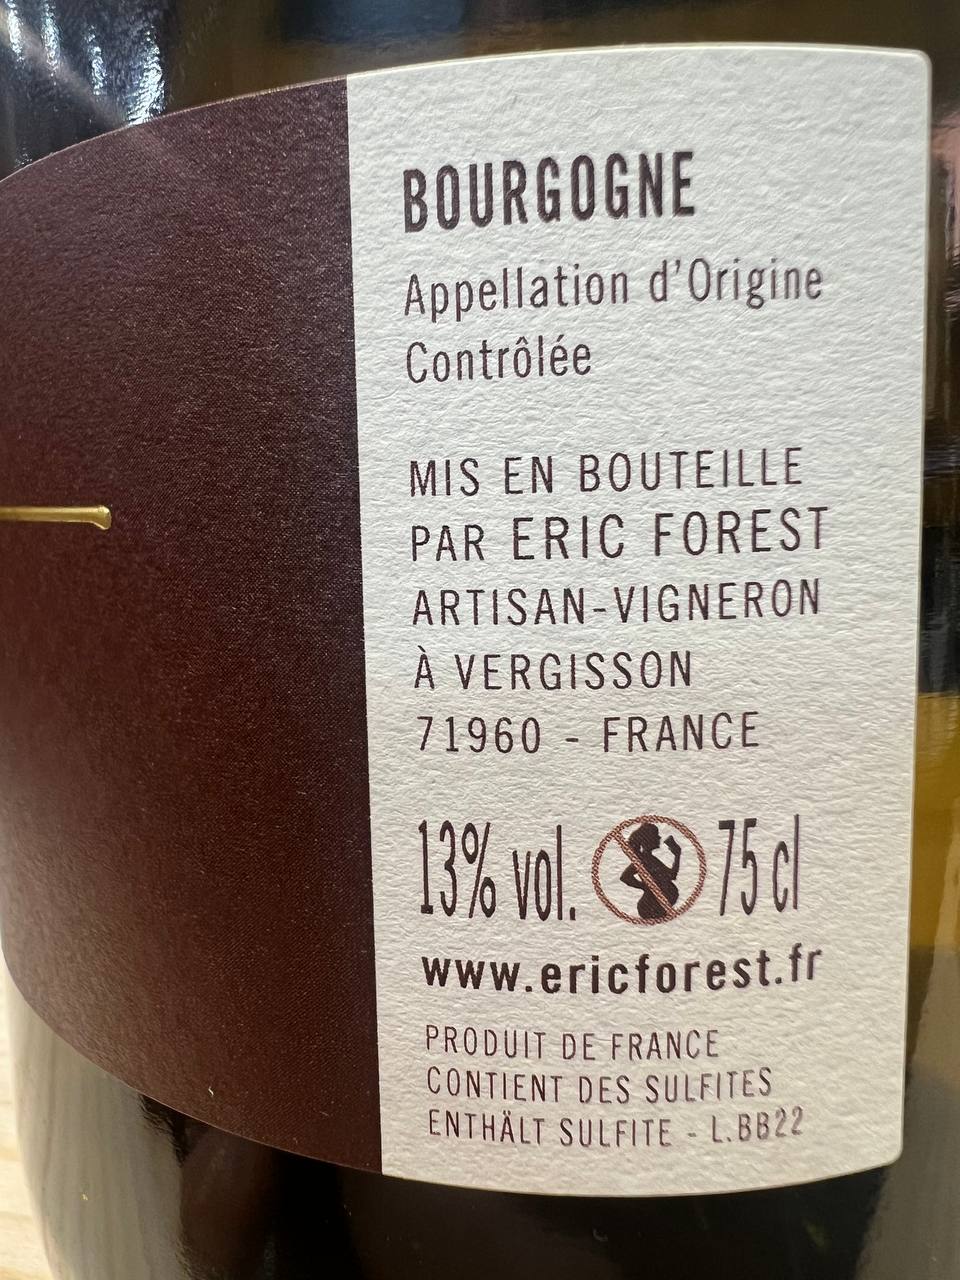 BOURGOGNE
Appellation d'Origine
Contrôlée
MIS EN BOUTEILLE
PAR ERIC FOREST
ARTISAN-VIGNERON
À VERGISSON
71960 - FRANCE
13% vol. 75 cl
www.ericforest.fr
PRODUIT DE FRANCE
CONTIENT DES SULFITES
ENTHÄLT SULFITE - L.BB22